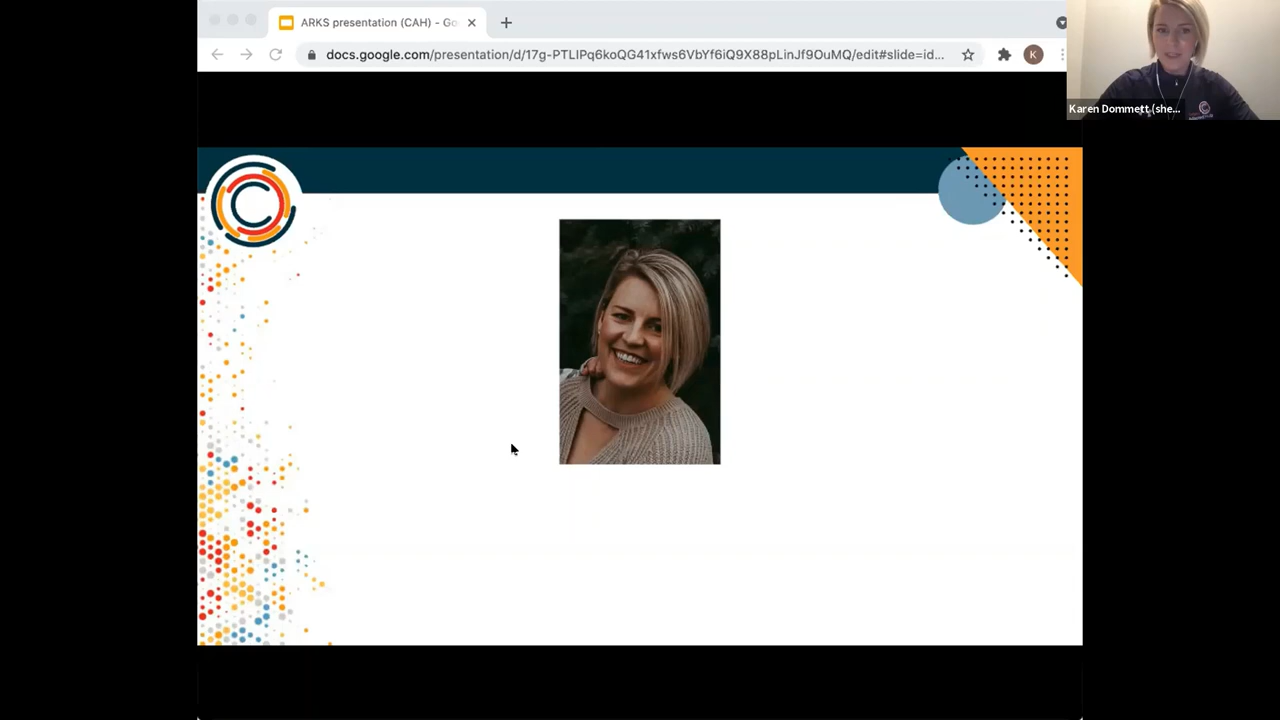 ARKS presentation (CAH) - Go
docs.google.com/presentation/d/17g-PTLIPq6koQG41xfws6VbYf6iQ9X88pLinJf9OuMQ/edit#slide=id...
K
Karen Dommett (she...